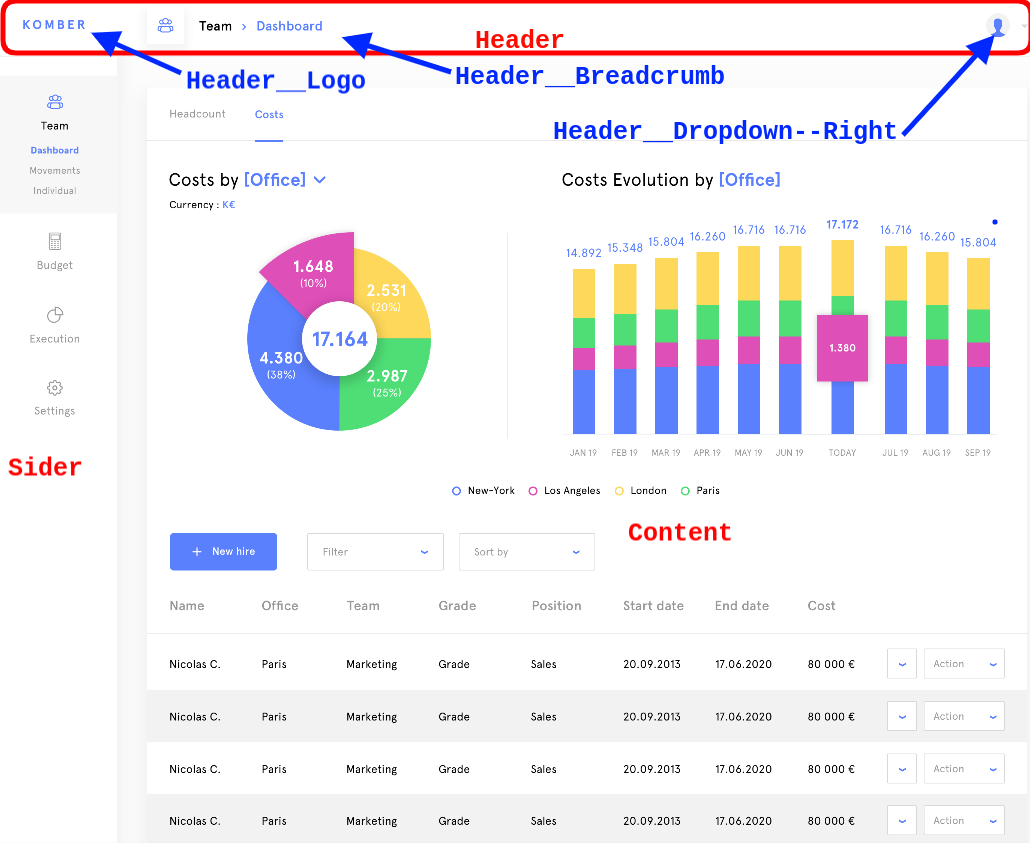 KOMBER
Team › Dashboard
Header
Header__Logo
Header__Breadcrumb
Header__Dropdown--Right
Team
Dashboard
Movements
Individual
Budget
Execution
Settings
Sider
Headcount Costs
Costs by [Office]
Currency : K€
1.648
(10%)
2.531
(20%)
17.164
4.380
(38%)
2.987
(25%)
Costs Evolution by [Office]
14.892 15.348 15.804 16.260 16.716 16.716 17.172 16.716 16.260 15.804
1.380
JAN 19 FEB 19 MAR 19 APR. 19 MAY 19 JUN 19 TODAY JUL 19 AUG 19 SEP 19
New-York Los Angeles London Paris
Content
+ New hire Filter Sort by
Name Office Team Grade Position Start date End date Cost
Nicolas C. Paris Marketing Grade Sales 20.09.2013 17.06.2020 80 000 € Action
Nicolas C. Paris Marketing Grade Sales 20.09.2013 17.06.2020 80 000 € Action
Nicolas C. Paris Marketing Grade Sales 20.09.2013 17.06.2020 80 000 € Action
Nicolas C. Paris Marketing Grade Sales 20.09.2013 17.06.2020 80 000 € Action